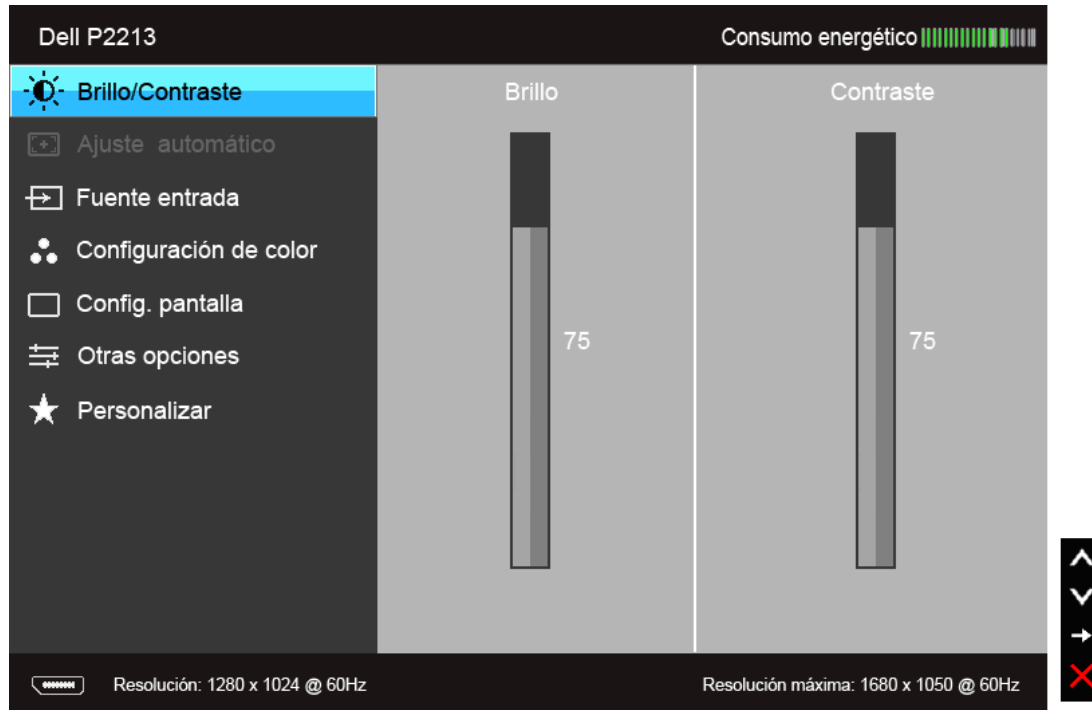 Dell P2213
Consumo energético
Brillo/Contraste
Ajuste automático
Fuente entrada
Configuración de color
Config. pantalla
Otras opciones
Personalizar
Brillo
75
Contraste
75
Resolución: 1280 x 1024 @ 60Hz
Resolución máxima: 1680 x 1050 @ 60Hz